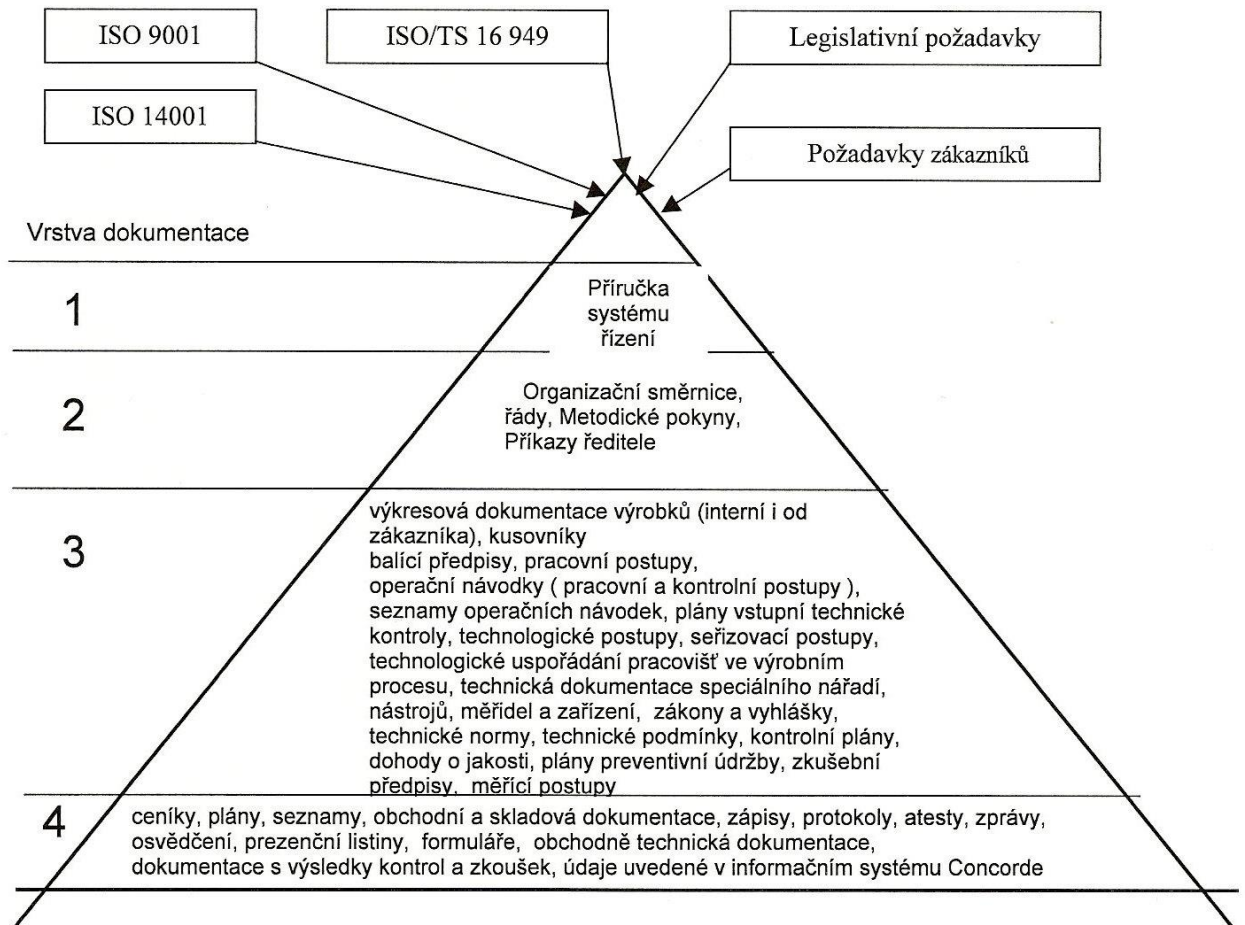 ISO 9001
ISO/TS 16 949
Legislativní požadavky
ISO 14001
Požadavky zákazníků
Vrstva dokumentace
1
Příručka
systému
řízení
2
Organizační směrnice,
řády, Metodické pokyny,
Příkazy ředitele
3
výkresová dokumentace výrobků (interní i od
zákazníka), kusovníky
balící předpisy, pracovní postupy,
operační návodky ( pracovní a kontrolní postupy ),
seznamy operačních návodek, plány vstupní technické
kontroly, technologické postupy, seřizovací postupy,
technologické uspořádání pracovišť ve výrobním
procesu, technická dokumentace speciálního nářadí,
nástrojů, měřidel a zařízení, zákony a vyhlášky,
technické normy, technické podmínky, kontrolní plány,
dohody o jakosti, plány preventivní údržby, zkušební
předpisy, měřící postupy
4
ceníky, plány, seznamy, obchodní a skladová dokumentace, zápisy, protokoly, atesty, zprávy,
osvědčení, prezenční listiny, formuláře, obchodně technická dokumentace,
dokumentace s výsledky kontrol a zkoušek, údaje uvedené v informačním systému Concorde